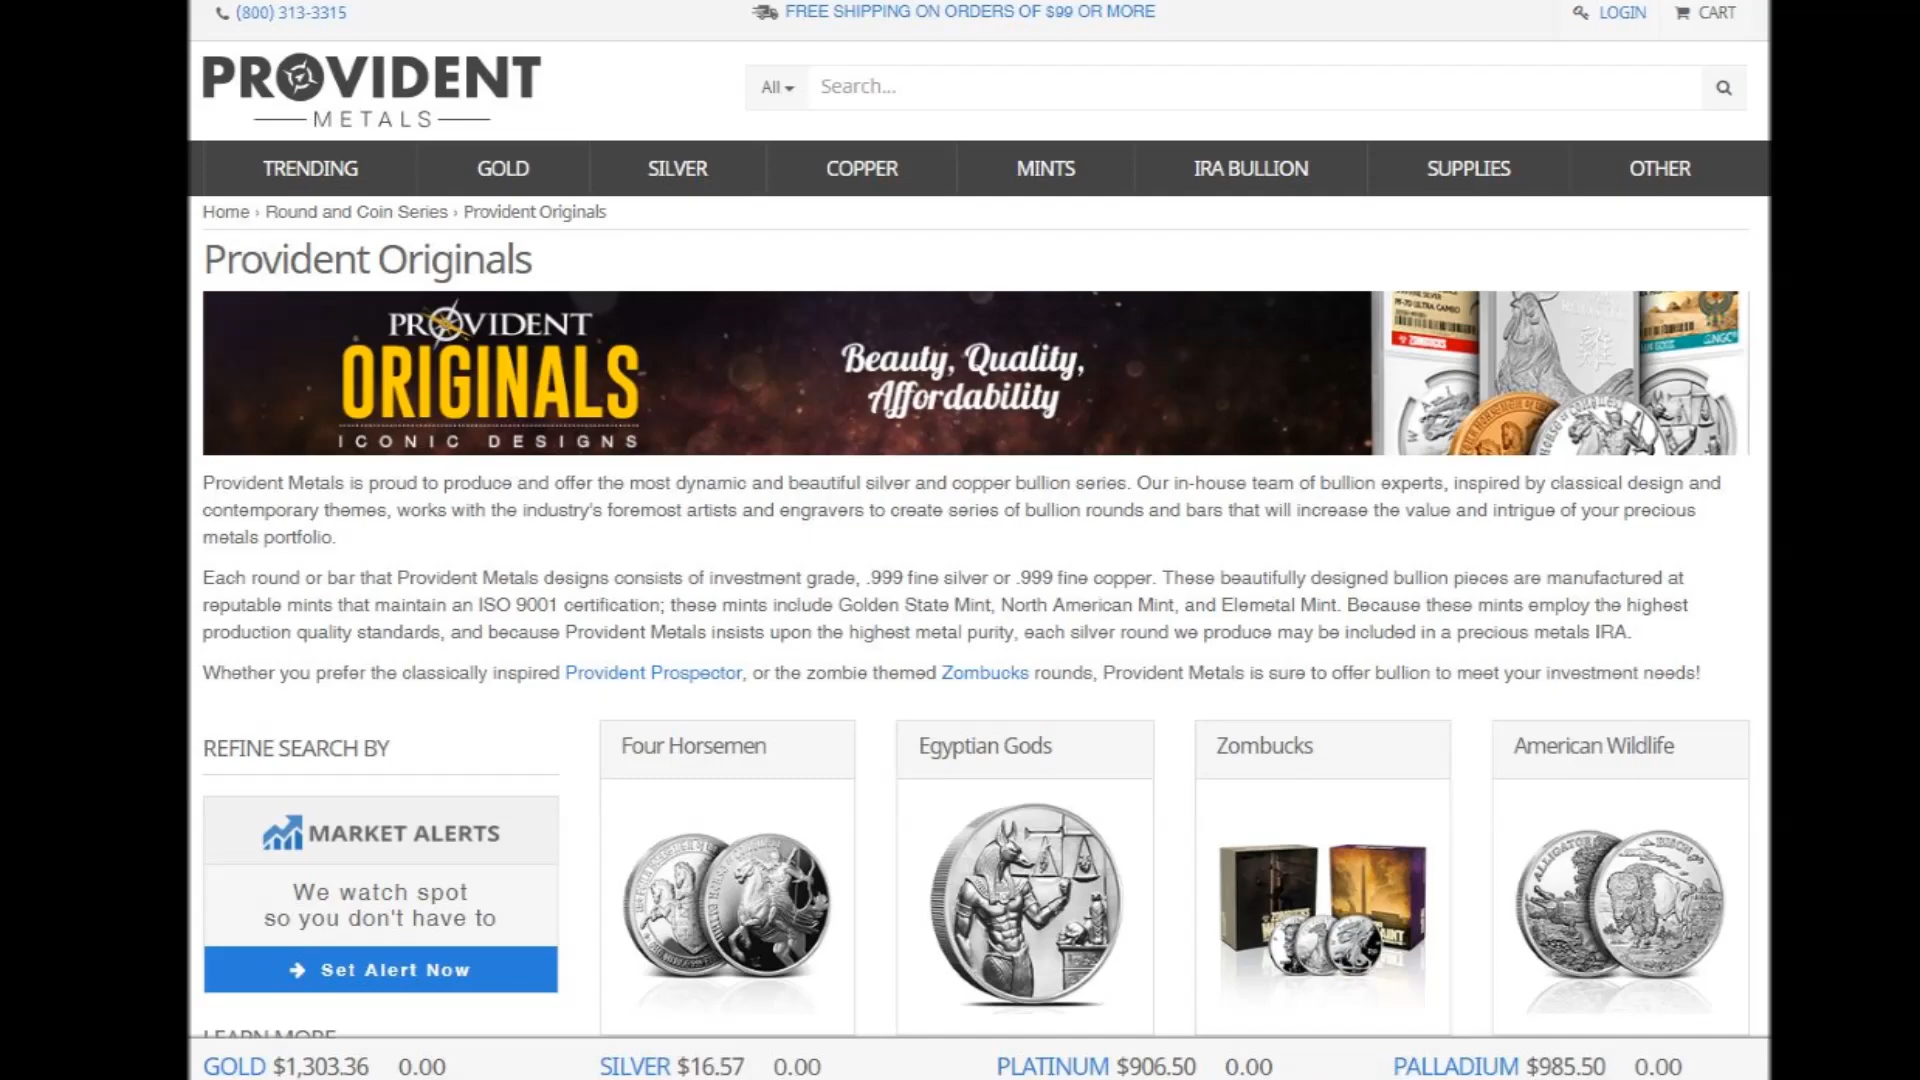 (800) 313-3315
FREE SHIPPING ON ORDERS OF $99 OR MORE
LOGIN
CART
PROVIDENT
METALS
All
Search...
TRENDING
GOLD
SILVER
COPPER
MINTS
IRA BULLION
SUPPLIES
OTHER
Home › Round and Coin Series › Provident Originals
Provident Originals
PROVIDENT
ORIGINALS
ICONIC DESIGNS
Beauty, Quality,
Affordability
PF-70 ULTRA CAMEO
ZOMBUCKS
NGC
Provident Metals is proud to produce and offer the most dynamic and beautiful silver and copper bullion series. Our in-house team of bullion experts, inspired by classical design and
contemporary themes, works with the industry's foremost artists and engravers to create series of bullion rounds and bars that will increase the value and intrigue of your precious
metals portfolio.
Each round or bar that Provident Metals designs consists of investment grade, .999 fine silver or .999 fine copper. These beautifully designed bullion pieces are manufactured at
reputable mints that maintain an ISO 9001 certification; these mints include Golden State Mint, North American Mint, and Elemetal Mint. Because these mints employ the highest
production quality standards, and because Provident Metals insists upon the highest metal purity, each silver round we produce may be included in a precious metals IRA.
Whether you prefer the classically inspired Provident Prospector, or the zombie themed Zombucks rounds, Provident Metals is sure to offer bullion to meet your investment needs!
REFINE SEARCH BY
MARKET ALERTS
We watch spot
so you don't have to
Set Alert Now
LEARN MORE
Four Horsemen
Egyptian Gods
Zombucks
American Wildlife
ALLIGATOR
GOLD $1,303.36 0.00
SILVER $16.57 0.00
PLATINUM $906.50 0.00
PALLADIUM $985.50 0.00